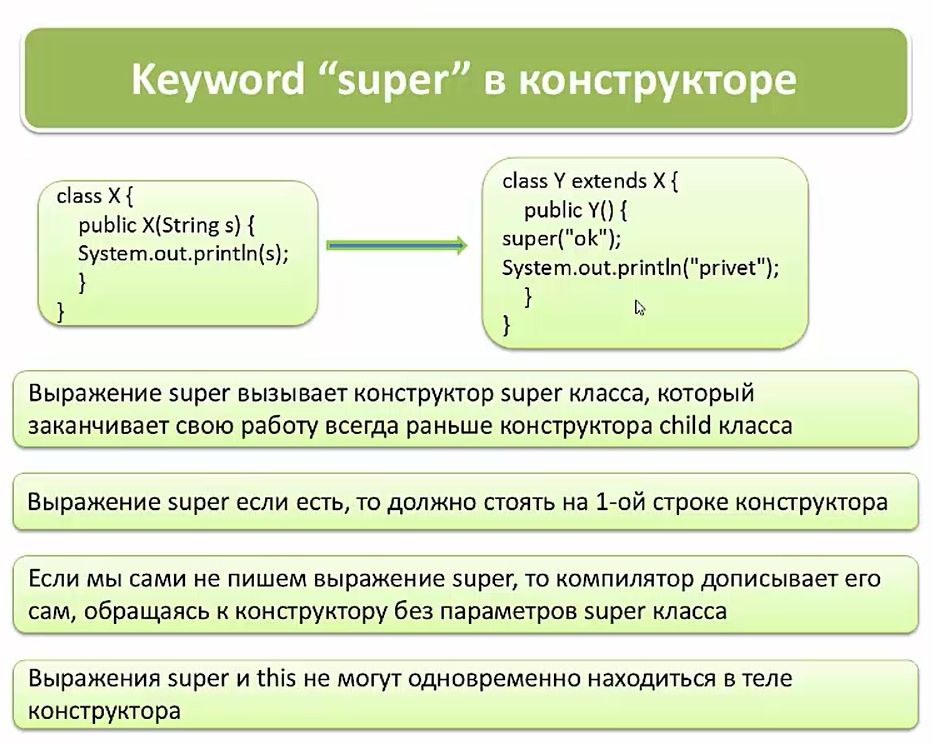 Keyword “super” в конструкторе
class X {
public X(String s) {
System.out.println(s);
}
}
class Y extends X {
public Y() {
super("ok");
System.out.println("privet");
}
}
Выражение super вызывает конструктор super класса, который
заканчивает свою работу всегда раньше конструктора child класса
Выражение super если есть, то должно стоять на 1-ой строке конструктора
Если мы сами не пишем выражение super, то компилятор дописывает его
сам, обращаясь к конструктору без параметров super класса
Выражения super и this не могут одновременно находиться в теле
конструктора